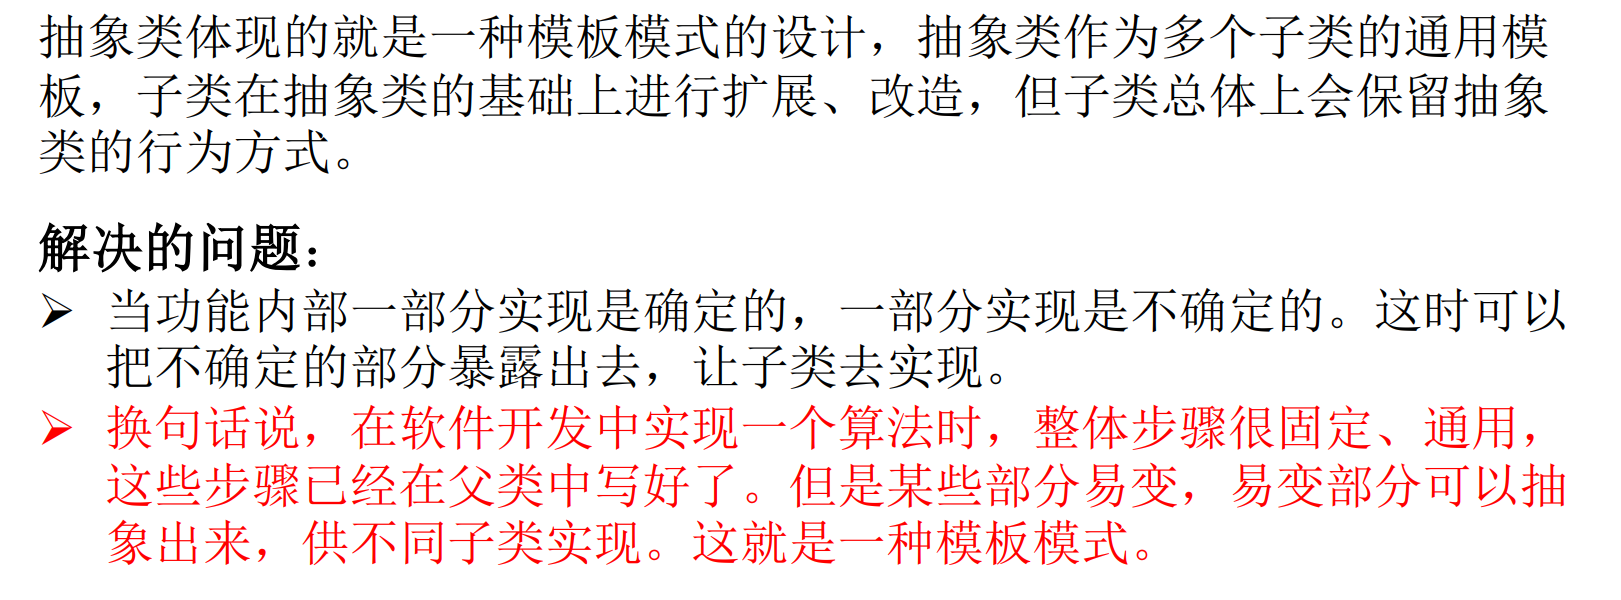 抽象类体现的就是一种模板模式的设计，抽象类作为多个子类的通用模
板，子类在抽象类的基础上进行扩展、改造，但子类总体上会保留抽象
类的行为方式。
解决的问题：
➢ 当功能内部一部分实现是确定的，一部分实现是不确定的。这时可以
把不确定的部分暴露出去，让子类去实现。
➢ 换句话说，在软件开发中实现一个算法时，整体步骤很固定、通用，
这些步骤已经在父类中写好了。但是某些部分易变，易变部分可以抽
象出来，供不同子类实现。这就是一种模板模式。